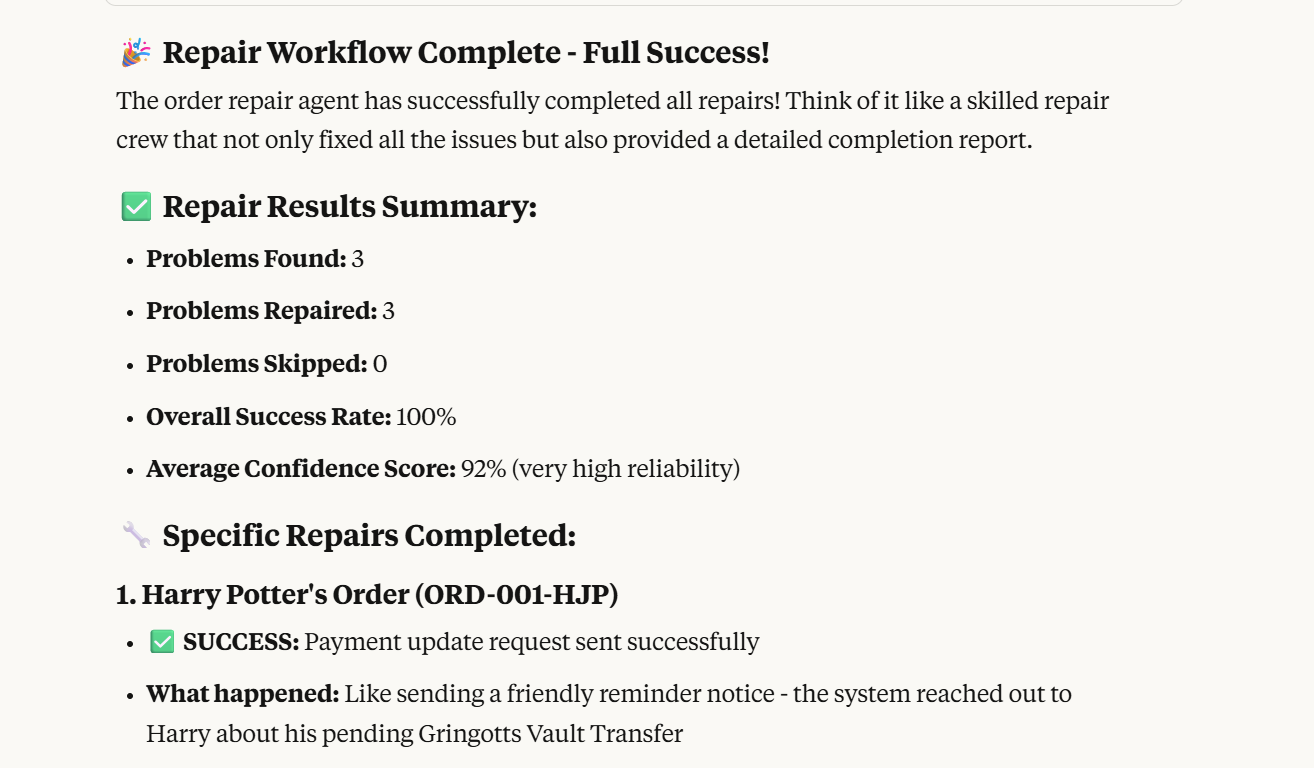 🎉 Repair Workflow Complete - Full Success!
The order repair agent has successfully completed all repairs! Think of it like a skilled repair
crew that not only fixed all the issues but also provided a detailed completion report.
✅ Repair Results Summary:
• Problems Found: 3
• Problems Repaired: 3
• Problems Skipped: 0
• Overall Success Rate: 100%
• Average Confidence Score: 92% (very high reliability)
🔧 Specific Repairs Completed:
1. Harry Potter's Order (ORD-001-HJP)
• ✅ SUCCESS: Payment update request sent successfully
• What happened: Like sending a friendly reminder notice - the system reached out to
Harry about his pending Gringotts Vault Transfer